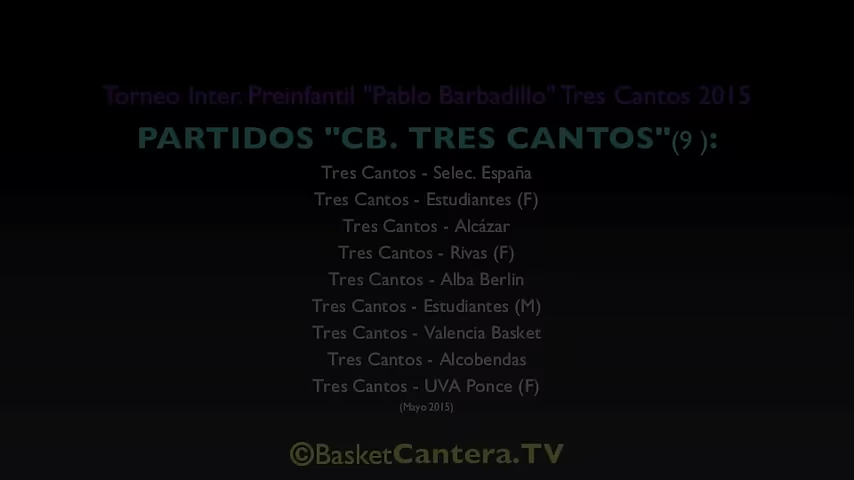 Torneo Inter. Preinfantil "Pablo Barbadillo" Tres Cantos 2015
PARTIDOS "CB. TRES CANTOS"(9 ):
Tres Cantos - Selec. España
Tres Cantos - Estudiantes (F)
Tres Cantos - Alcázar
Tres Cantos - Rivas (F)
Tres Cantos - Alba Berlin
Tres Cantos - Estudiantes (M)
Tres Cantos - Valencia Basket
Tres Cantos - Alcobendas
Tres Cantos - UVA Ponce (F)
(Mayo 2015)
©BasketCantera.TV